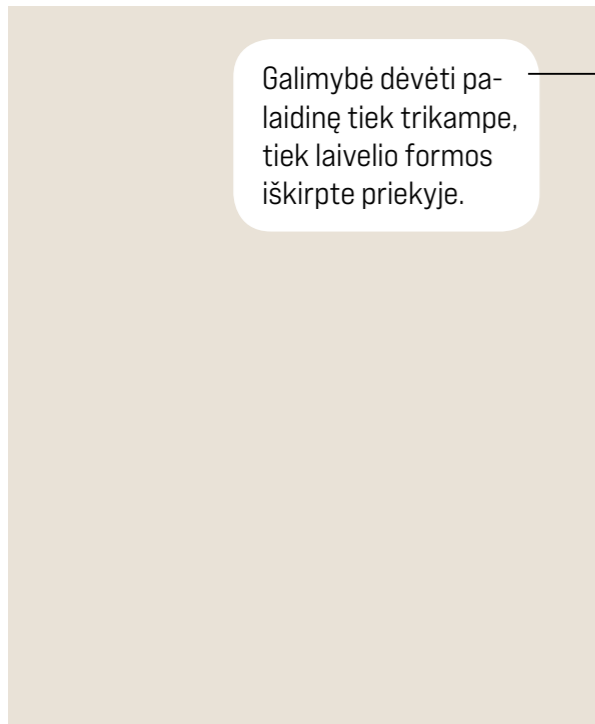 Galimybė dėvėti pa-
laidinę tiek trikampe,
tiek laivelio formos
iškirpte priekyje.